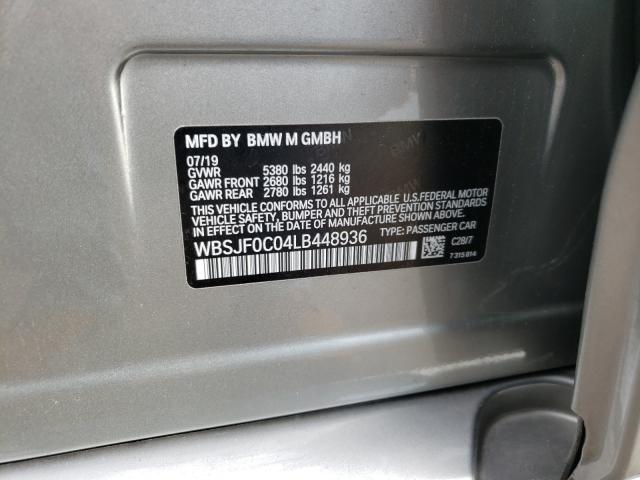 MFD BY BMW M GMBH
07/19
GVWR 5380 lbs 2440 kg
GAWR FRONT 2680 lbs 1216 kg
GAWR REAR 2780 lbs 1261 kg
THIS VEHICLE CONFORMS TO ALL APPLICABLE U.S.FEDERAL MOTOR
VEHICLE SAFETY, BUMPER, AND THEFT PREVENTION STANDARDS
IN EFFECT ON THE DATE OF MANUFACTURE SHOWN ABOVE.
WBSJF0C04LB448936 TYPE: PASSENGER CAR
C28/7
7 315 814